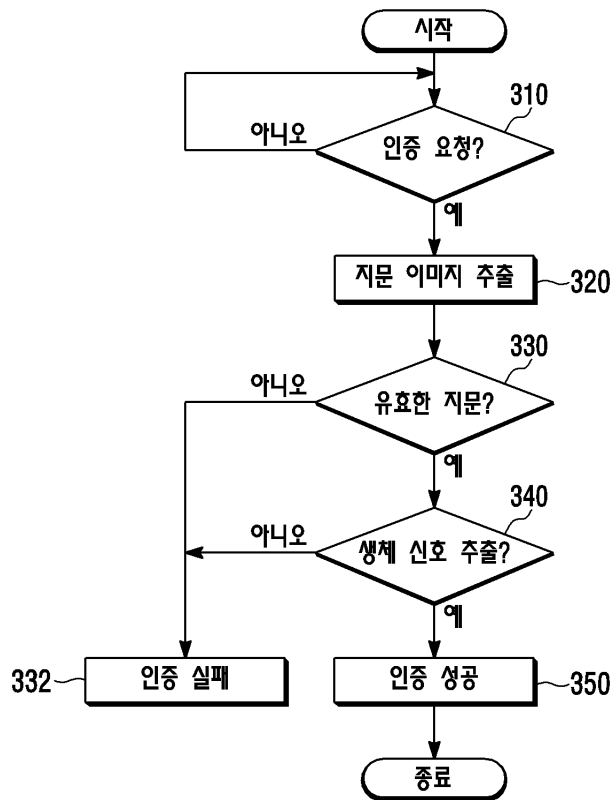 시작
310
아니오
인증 요청?
예
지문 이미지 추출
320
330
아니오
유효한 지문?
예
340
아니오
생체 신호 추출?
예
332
인증 실패
인증 성공
350
종료